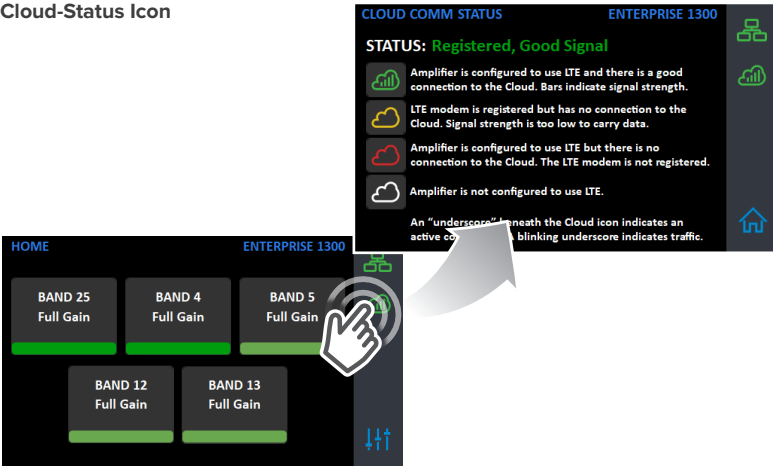 Cloud-Status Icon
CLOUD COMM STATUS ENTERPRISE 1300
STATUS: Registered, Good Signal
Amplifier is configured to use LTE and there is a good
connection to the Cloud. Bars indicate signal strength.
LTE modem is registered but has no connection to the
Cloud. Signal strength is too low to carry data.
Amplifier is configured to use LTE but there is no
connection to the Cloud. The LTE modem is not registered.
Amplifier is not configured to use LTE.
An “underscore” beneath the Cloud icon indicates an
active blinking underscore indicates traffic.
HOME ENTERPRISE 1300
BAND 25 BAND 4 BAND 5
Full Gain Full Gain Full Gain
BAND 12 BAND 13
Full Gain Full Gain